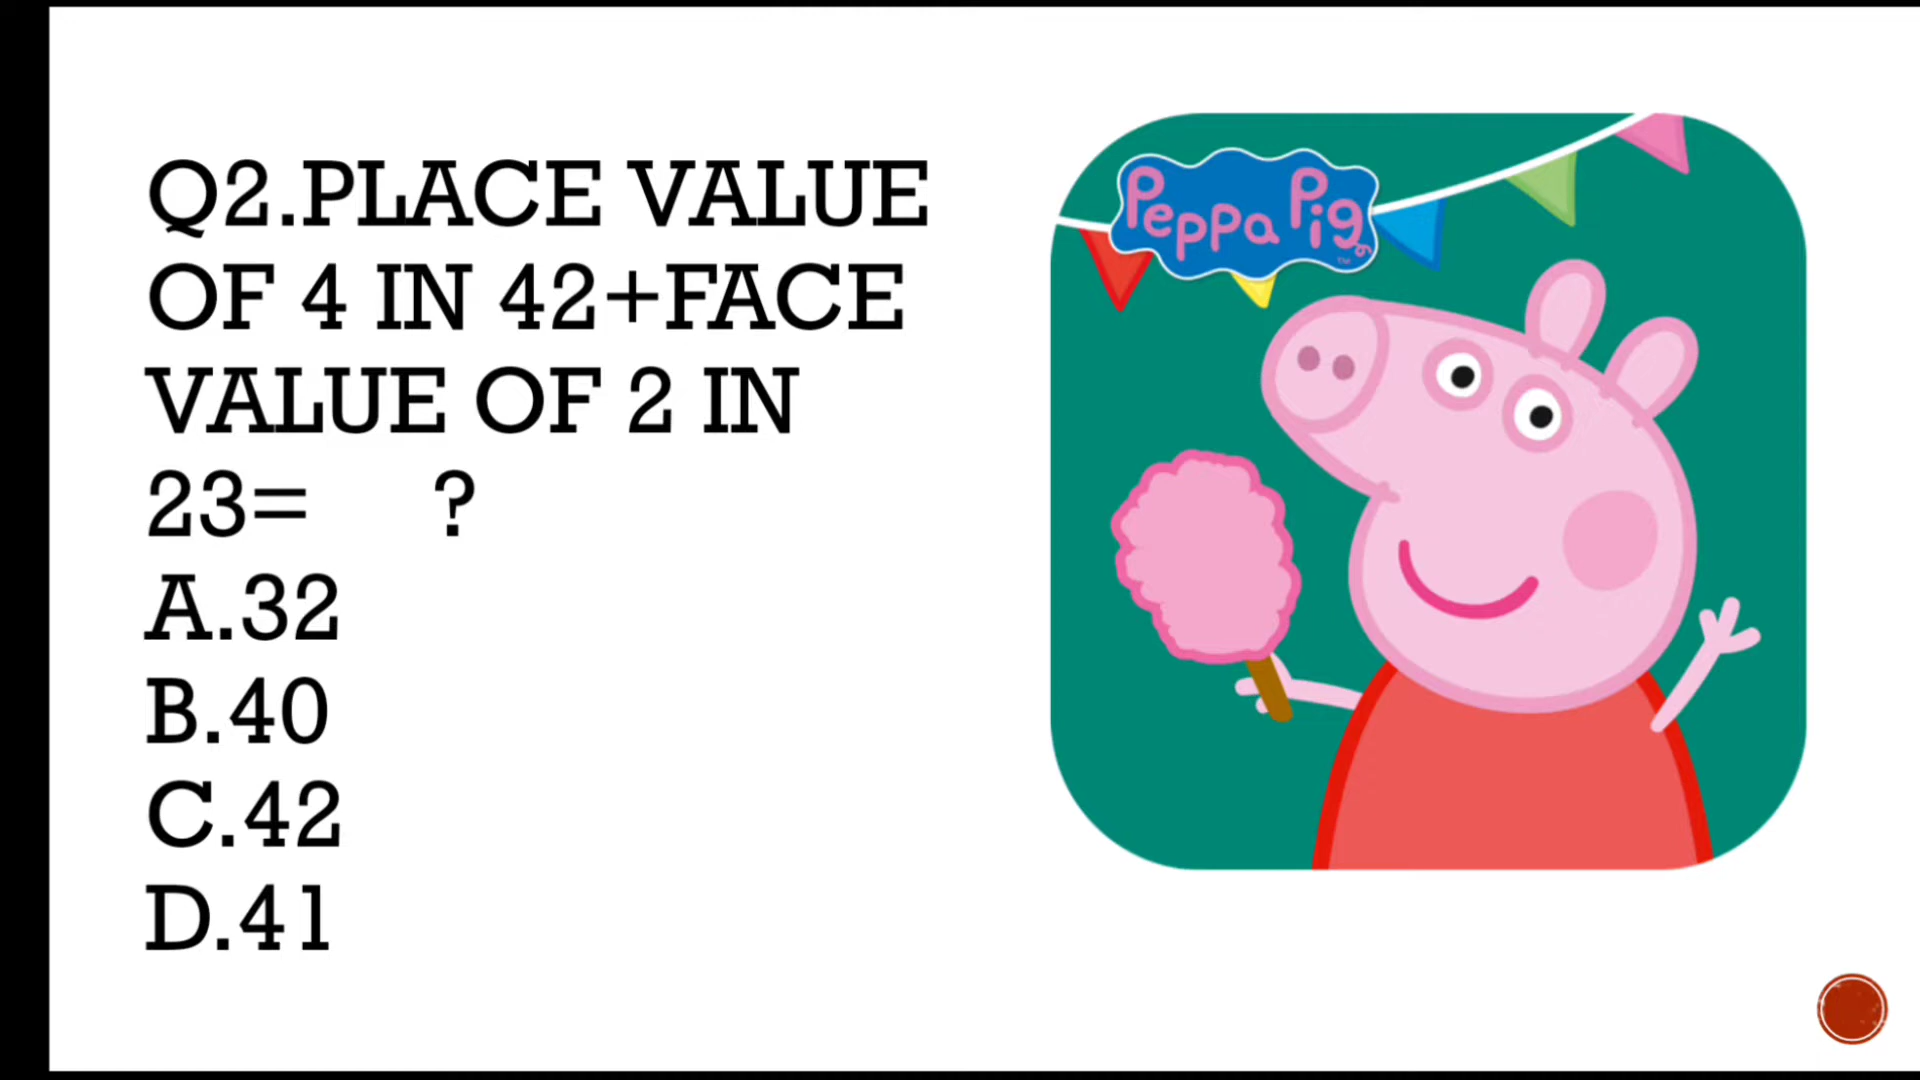 Q2.PLACE VALUE
OF 4 IN 42+FACE
VALUE OF 2 IN
23= ?
A.32
B.40
C.42
D.41
Peppa Pig
TM